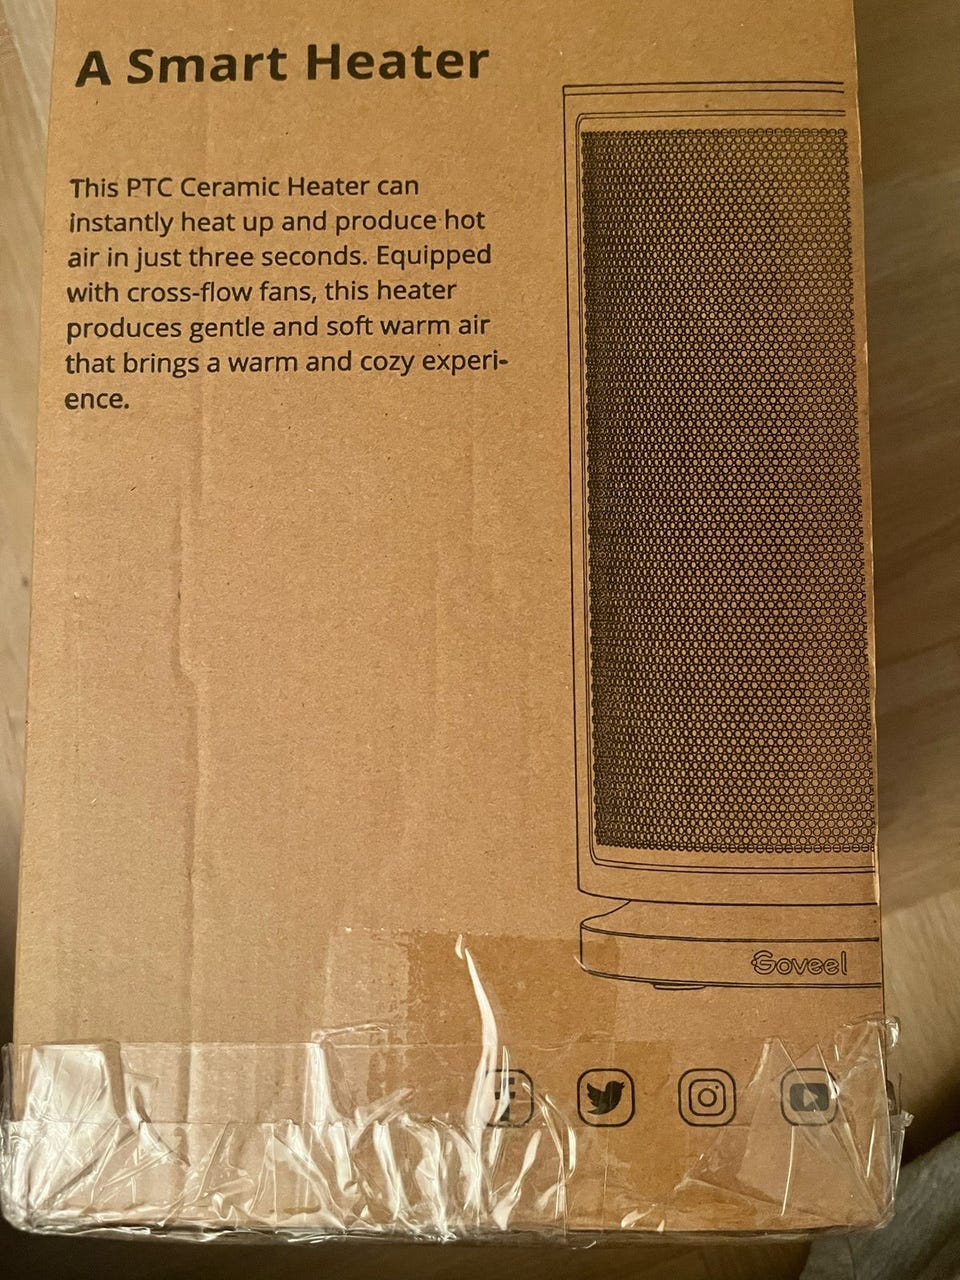 A Smart Heater
This PTC Ceramic Heater can
instantly heat up and produce hot
air in just three seconds. Equipped
with cross-flow fans, this heater
produces gentle and soft warm air
that brings a warm and cozy experi-
ence.
Goveel